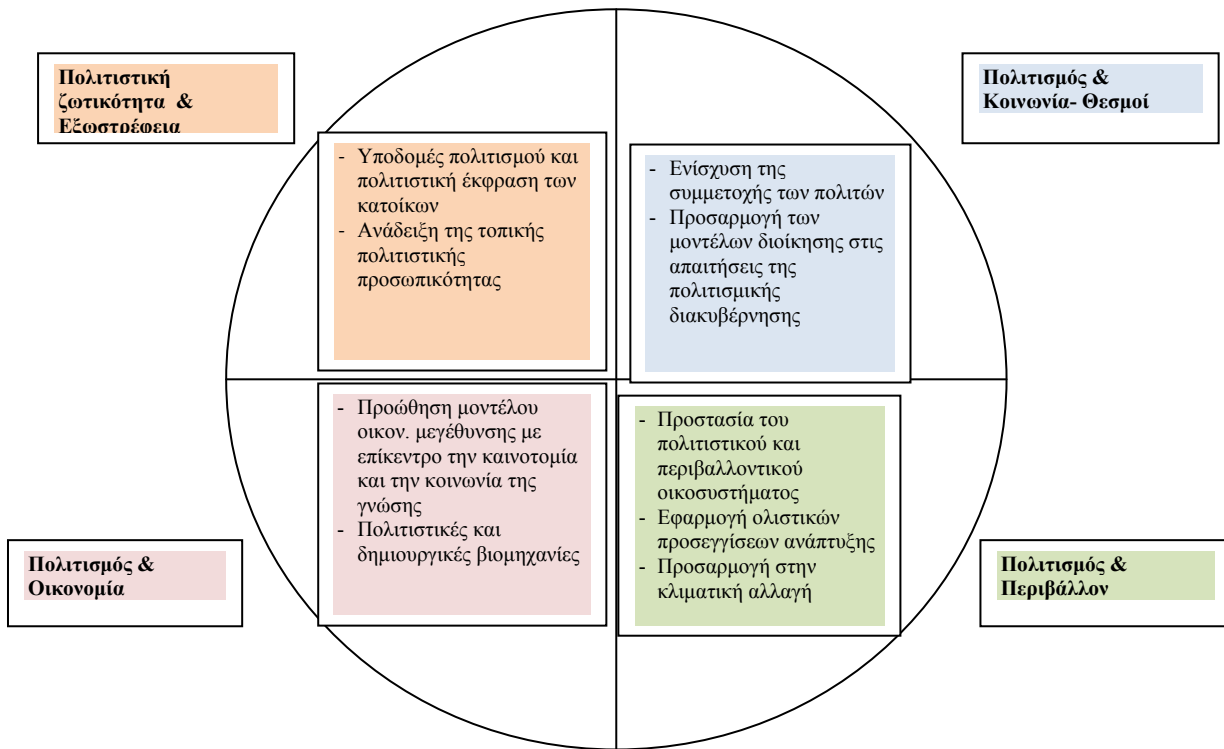 Πολιτιστική
ζωτικότητα &
Εξωστρέφεια
Πολιτισμός &
Κοινωνία- Θεσμοί
- Υποδομές πολιτισμού και
πολιτιστική έκφραση των
κατοίκων
- Ανάδειξη της τοπικής
πολιτιστικής
προσωπικότητας
- Ενίσχυση της
συμμετοχής των πολιτών
- Προσαρμογή των
μοντέλων διοίκησης στις
απαιτήσεις της
πολιτισμικής
διακυβέρνησης
- Προώθηση μοντέλου
οικον. μεγέθυνσης με
επίκεντρο την καινοτομία
και την κοινωνία της
γνώσης
- Πολιτιστικές και
δημιουργικές βιομηχανίες
- Προστασία του
πολιτιστικού και
περιβαλλοντικού
οικοσυστήματος
- Εφαρμογή ολιστικών
προσεγγίσεων ανάπτυξης
- Προσαρμογή στην
κλιματική αλλαγή
Πολιτισμός &
Οικονομία
Πολιτισμός &
Περιβάλλον